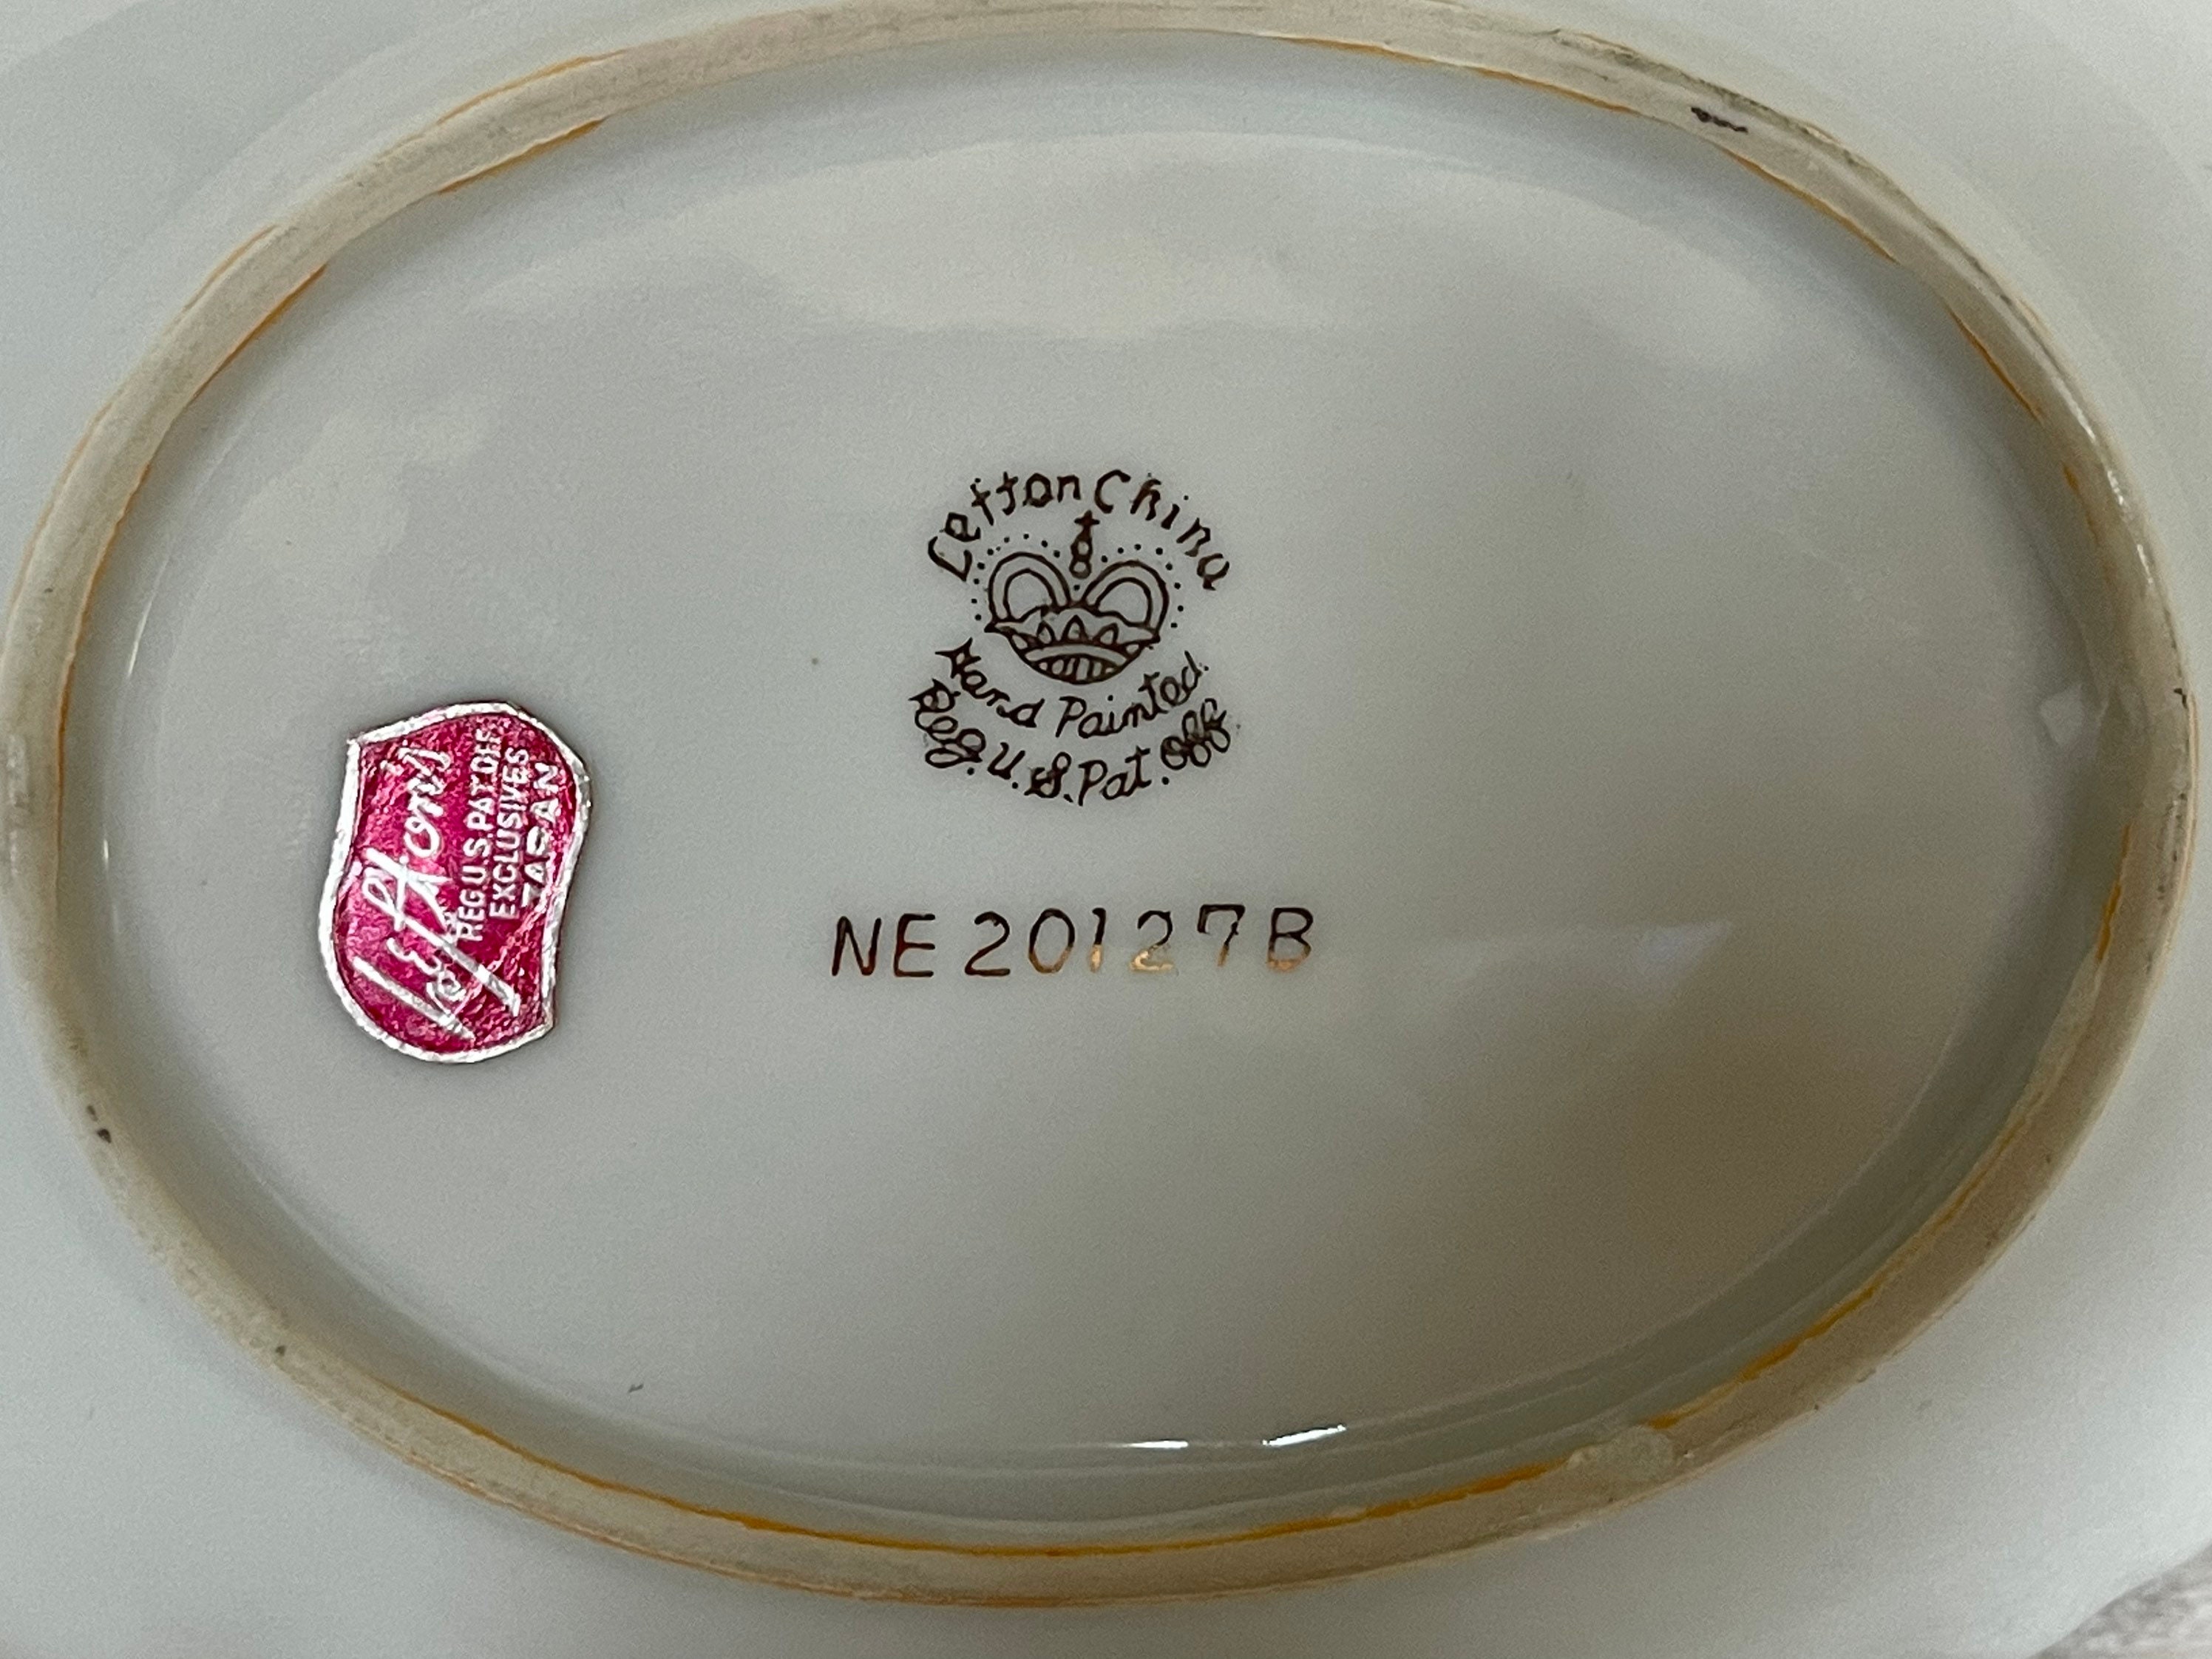 Lefton China
Hand Painted.
Reg. U. S. Pat. Off.
NE 20127B
Lefton's
REG U.S. PAT. OFF.
EXCLUSIVES
JAPAN